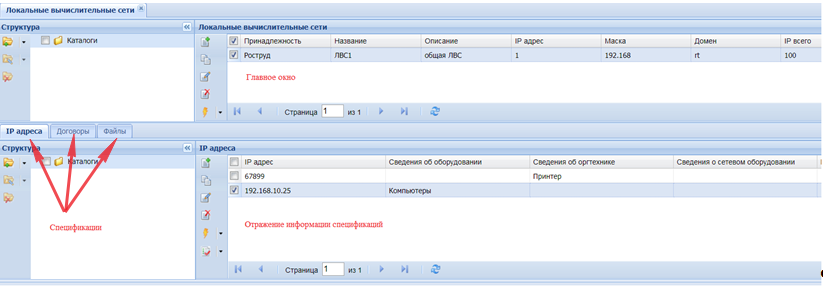 Локальные вычислительные сети
Структура
Локальные вычислительные сети
Каталоги
Принадлежность Название Описание IP адрес Маска Домен IP всего
Роструд ЛВС1 общая ЛВС 1 192.168 rt 100
Главное окно
Страница 1 из 1
IP адреса Договоры Файлы
Структура
IP адреса
Каталоги
IP адрес Сведения об оборудовании Сведения об оргтехнике Сведения о сетевом оборудовании
67899 Принтер
192.168.10.25 Компьютеры
Спецификации
Отражение информации спецификаций
Страница 1 из 1